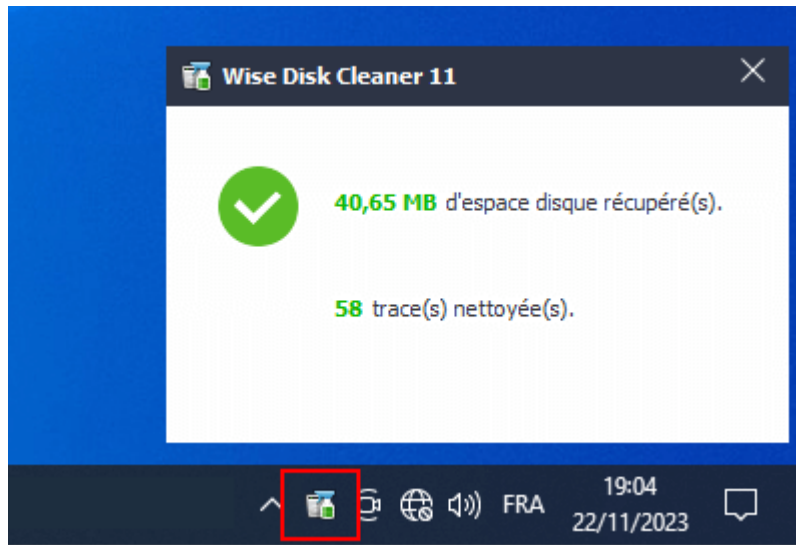 Wise Disk Cleaner 11
40,65 MB d'espace disque récupéré(s).
58 trace(s) nettoyée(s).
FRA
19:04
22/11/2023